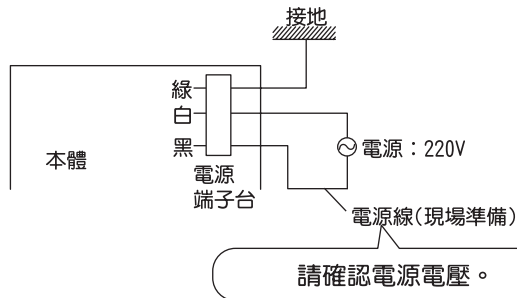 接地
綠
白
黑
本體
電源
端子台
電源：220V
電源線(現場準備)
請確認電源電壓。